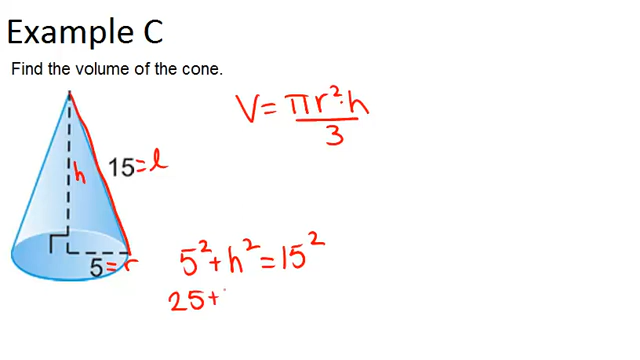 Example C
Find the volume of the cone.
V = πr²·h / 3
h
15 = l
5 = r
5² + h² = 15²
25 +